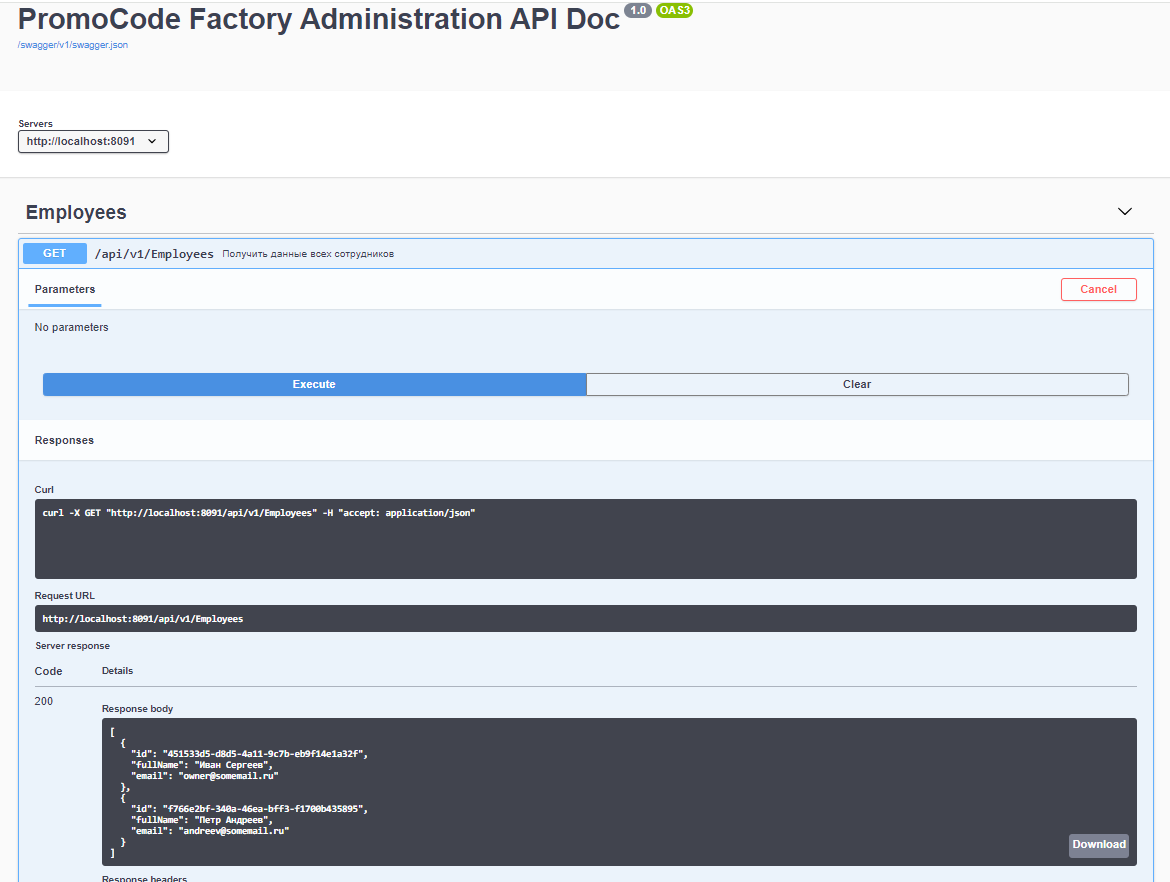 PromoCode Factory Administration API Doc 1.0 OAS3
/swagger/v1/swagger.json
Servers
http://localhost:8091
Employees
GET /api/v1/Employees Получить данные всех сотрудников
Parameters Cancel
No parameters
Execute Clear
Responses
Curl
curl -X GET "http://localhost:8091/api/v1/Employees" -H "accept: application/json"
Request URL
http://localhost:8091/api/v1/Employees
Server response
Code Details
200
Response body
[
{
"id": "451533d5-d8d5-4a11-9c7b-eb9f14e1a32f",
"fullName": "Иван Сергеев",
"email": "owner@somemail.ru"
},
{
"id": "f766e2bf-340a-46ea-bff3-f1700b435895",
"fullName": "Петр Андреев",
"email": "andreev@somemail.ru"
}
]
Download
Response headers